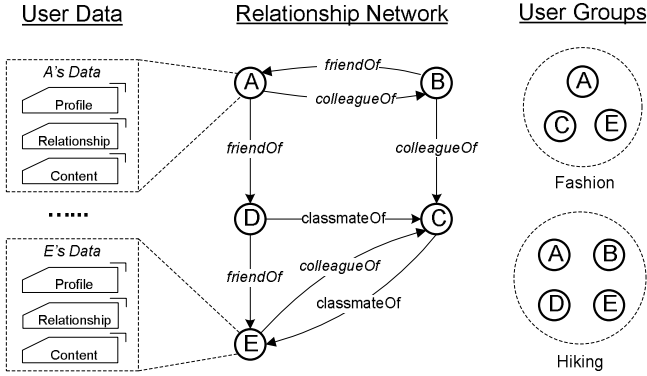 User Data
Relationship Network
User Groups
A's Data
Profile
Relationship
Content
......
E's Data
Profile
Relationship
Content
A
B
C
D
E
friendOf
colleagueOf
friendOf
colleagueOf
classmateOf
friendOf
colleagueOf
classmateOf
A
C
E
Fashion
A
B
D
E
Hiking